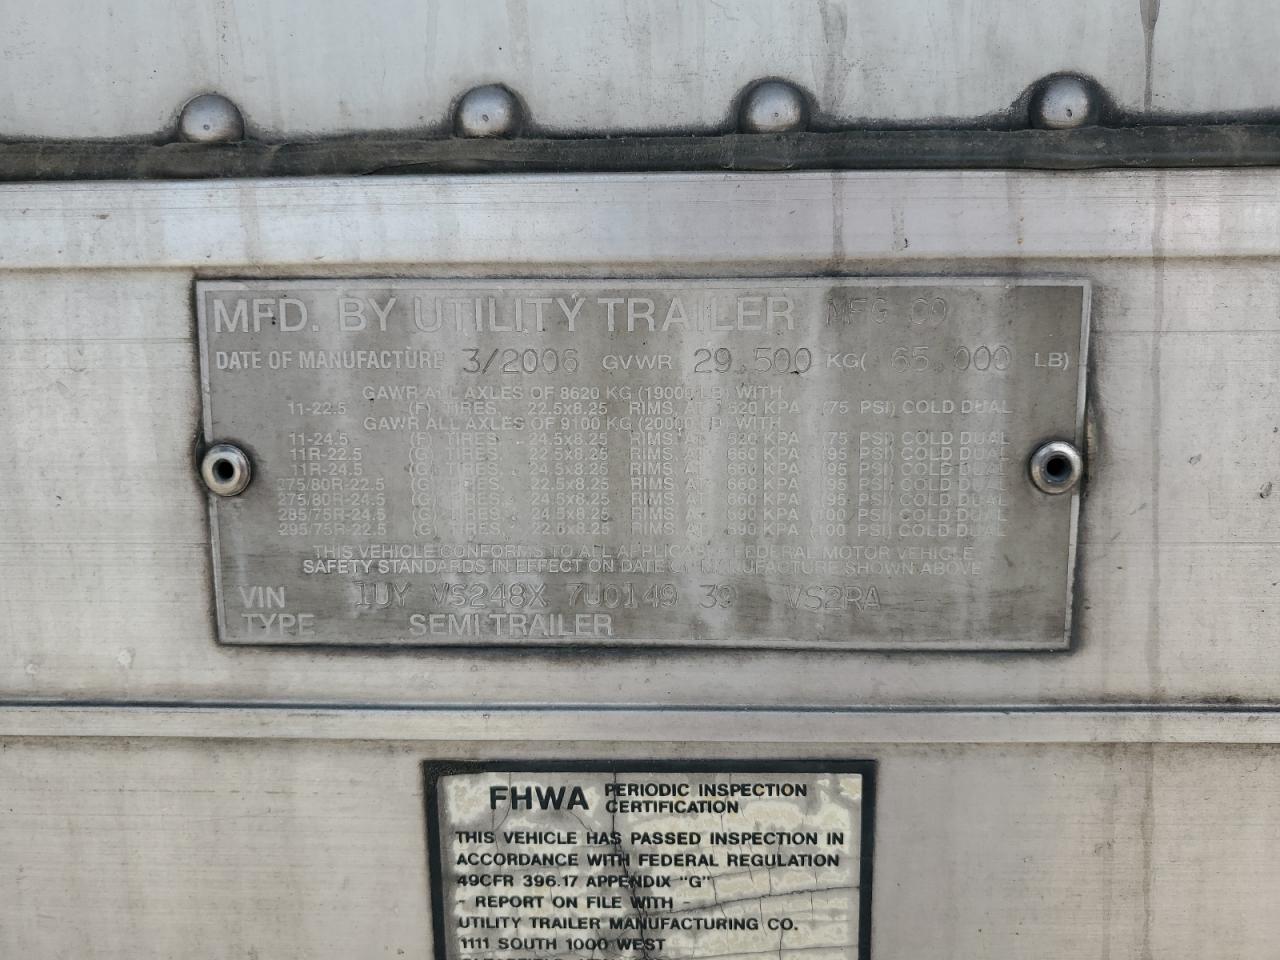 MFD. BY UTILITY TRAILER MFG CO
DATE OF MANUFACTURE 3/2006 GVWR 29,500 KG( 65,000 LB)
GAWR ALL AXLES OF 8620 KG (19000 LB) WITH
11-22.5 (F) TIRES, 22.5x8.25 RIMS, AT 520 KPA (75 PSI) COLD DUAL
GAWR ALL AXLES OF 9100 KG (20000 LB) WITH
11-24.5 (F) TIRES, 24.5x8.25 RIMS, AT 520 KPA (75 PSI) COLD DUAL
11R-22.5 (G) TIRES, 22.5x8.25 RIMS, AT 660 KPA (95 PSI) COLD DUAL
11R-24.5 (G) TIRES, 24.5x8.25 RIMS, AT 660 KPA (95 PSI) COLD DUAL
275/80R-22.5 (G) TIRES, 22.5x8.25 RIMS, AT 660 KPA (95 PSI) COLD DUAL
275/80R-24.5 (G) TIRES, 24.5x8.25 RIMS, AT 660 KPA (95 PSI) COLD DUAL
285/75R-24.5 (G) TIRES, 24.5x8.25 RIMS, AT 690 KPA (100 PSI) COLD DUAL
295/75R-22.5 (G) TIRES, 22.5x8.25 RIMS, AT 690 KPA (100 PSI) COLD DUAL
THIS VEHICLE CONFORMS TO ALL APPLICABLE FEDERAL MOTOR VEHICLE
SAFETY STANDARDS IN EFFECT ON DATE OF MANUFACTURE SHOWN ABOVE
VIN 1UY VS248X 7U0149 39 VS2RA -
TYPE SEMI TRAILER
FHWA PERIODIC INSPECTION
CERTIFICATION
THIS VEHICLE HAS PASSED INSPECTION IN
ACCORDANCE WITH FEDERAL REGULATION
49CFR 396.17 APPENDIX "G"
- REPORT ON FILE WITH -
UTILITY TRAILER MANUFACTURING CO.
1111 SOUTH 1000 WEST